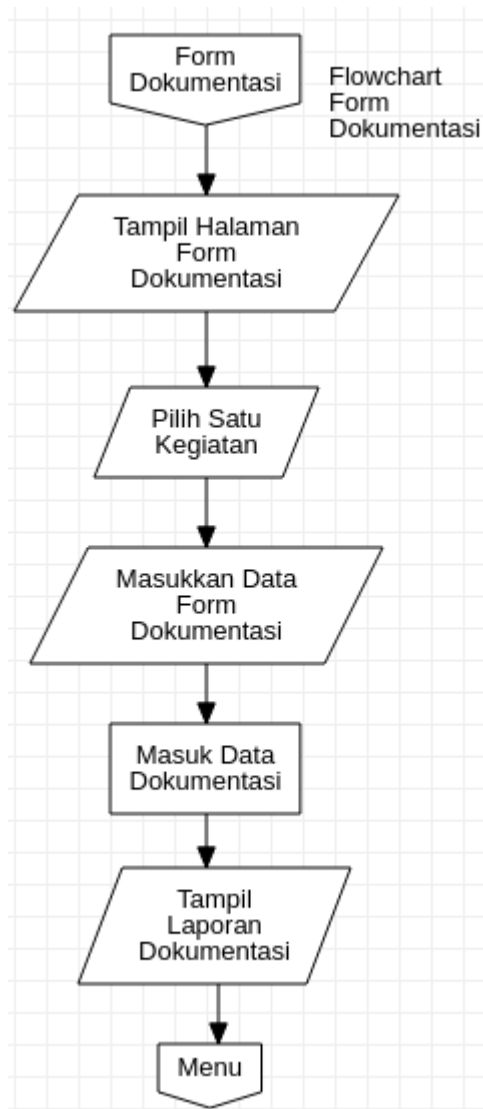 Form
Dokumentasi
Flowchart
Form
Dokumentasi
Tampil Halaman
Form
Dokumentasi
Pilih Satu
Kegiatan
Masukkan Data
Form
Dokumentasi
Masuk Data
Dokumentasi
Tampil
Laporan
Dokumentasi
Menu